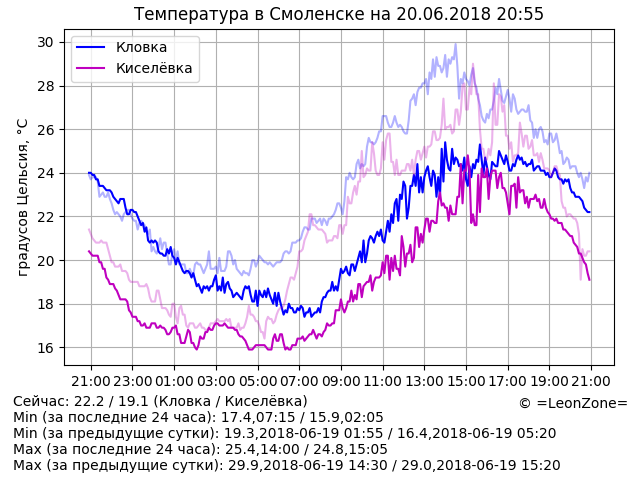 Температура в Смоленске на 20.06.2018 20:55
градусов Цельсия, °C
30
28
26
24
22
20
18
16
Кловка
Киселёвка
21:00 23:00 01:00 03:00 05:00 07:00 09:00 11:00 13:00 15:00 17:00 19:00 21:00
Сейчас: 22.2 / 19.1 (Кловка / Киселёвка)
© =LeonZone=
Min (за последние 24 часа): 17.4,07:15 / 15.9,02:05
Min (за предыдущие сутки): 19.3,2018-06-19 01:55 / 16.4,2018-06-19 05:20
Max (за последние 24 часа): 25.4,14:00 / 24.8,15:05
Max (за предыдущие сутки): 29.9,2018-06-19 14:30 / 29.0,2018-06-19 15:20